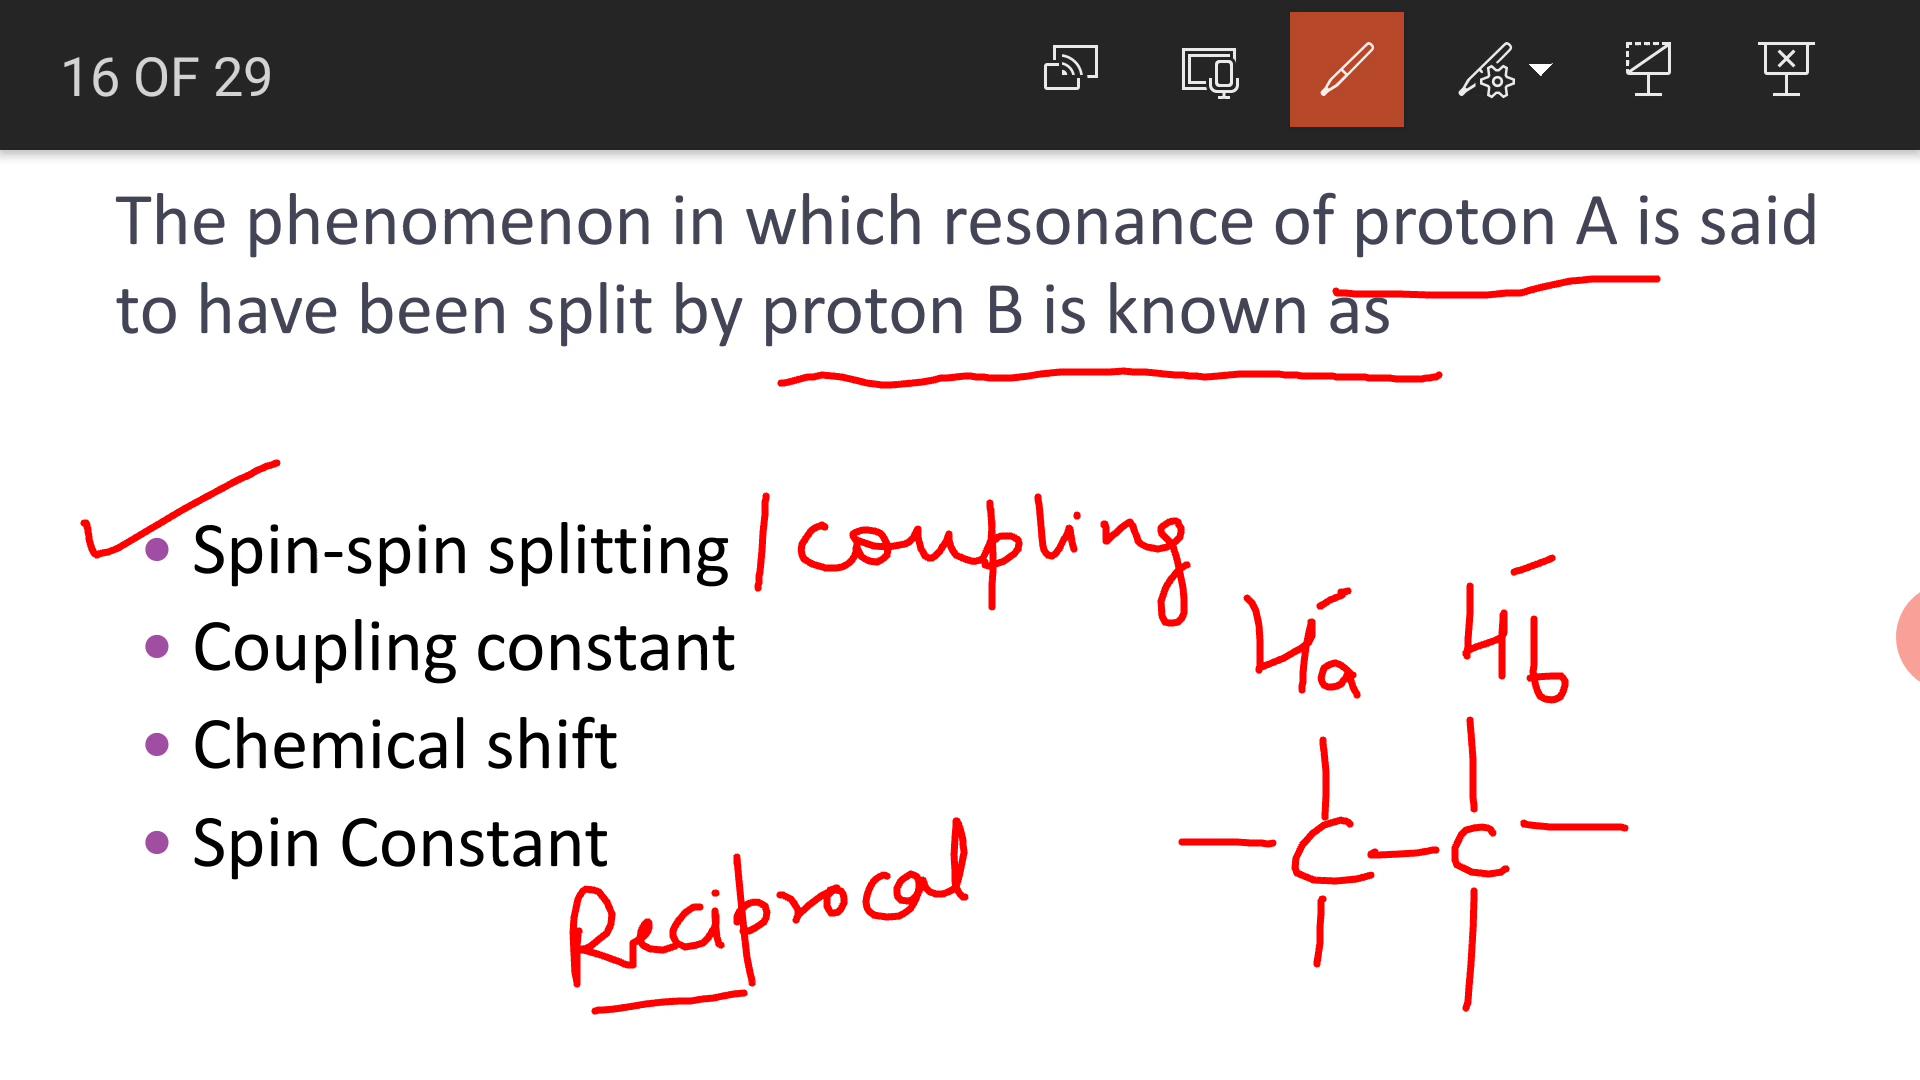 16 OF 29
The phenomenon in which resonance of proton A is said
to have been split by proton B is known as
• Spin-spin splitting / coupling
• Coupling constant
• Chemical shift
• Spin Constant
Reciprocal
Ha Hb
C - C